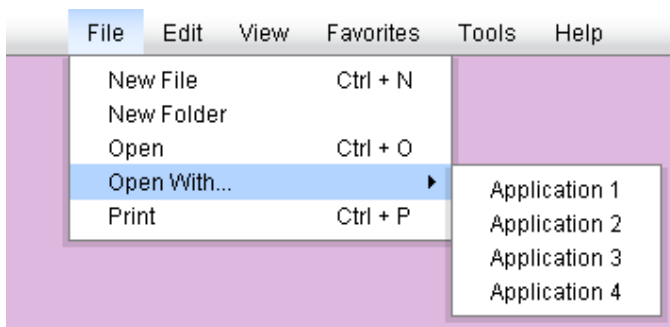 File Edit View Favorites Tools Help
New File Ctrl + N
New Folder
Open Ctrl + O
Open With...
Print Ctrl + P
Application 1
Application 2
Application 3
Application 4